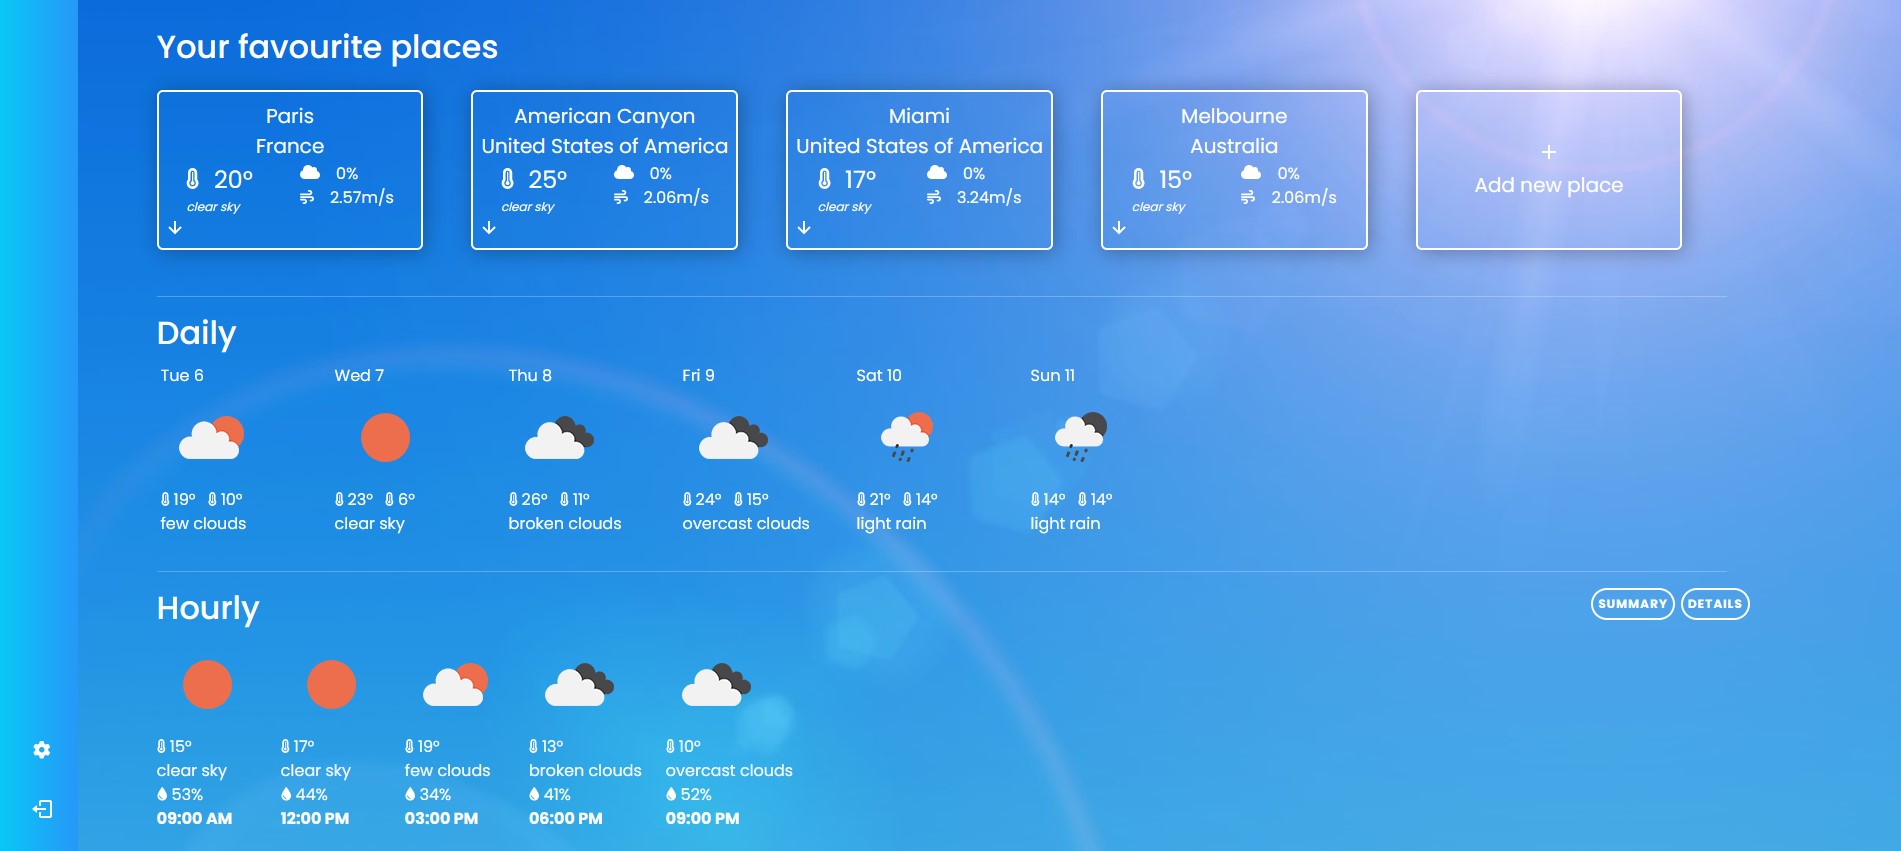 Your favourite places
Paris
France
20°
clear sky
0%
2.57m/s
American Canyon
United States of America
25°
clear sky
0%
2.06m/s
Miami
United States of America
17°
clear sky
0%
3.24m/s
Melbourne
Australia
15°
clear sky
0%
2.06m/s
+
Add new place
Daily
Tue 6
19° 10°
few clouds
Wed 7
23° 6°
clear sky
Thu 8
26° 11°
broken clouds
Fri 9
24° 15°
overcast clouds
Sat 10
21° 14°
light rain
Sun 11
14° 14°
light rain
Hourly
SUMMARY
DETAILS
15°
clear sky
53%
09:00 AM
17°
clear sky
44%
12:00 PM
19°
few clouds
34%
03:00 PM
13°
broken clouds
41%
06:00 PM
10°
overcast clouds
52%
09:00 PM